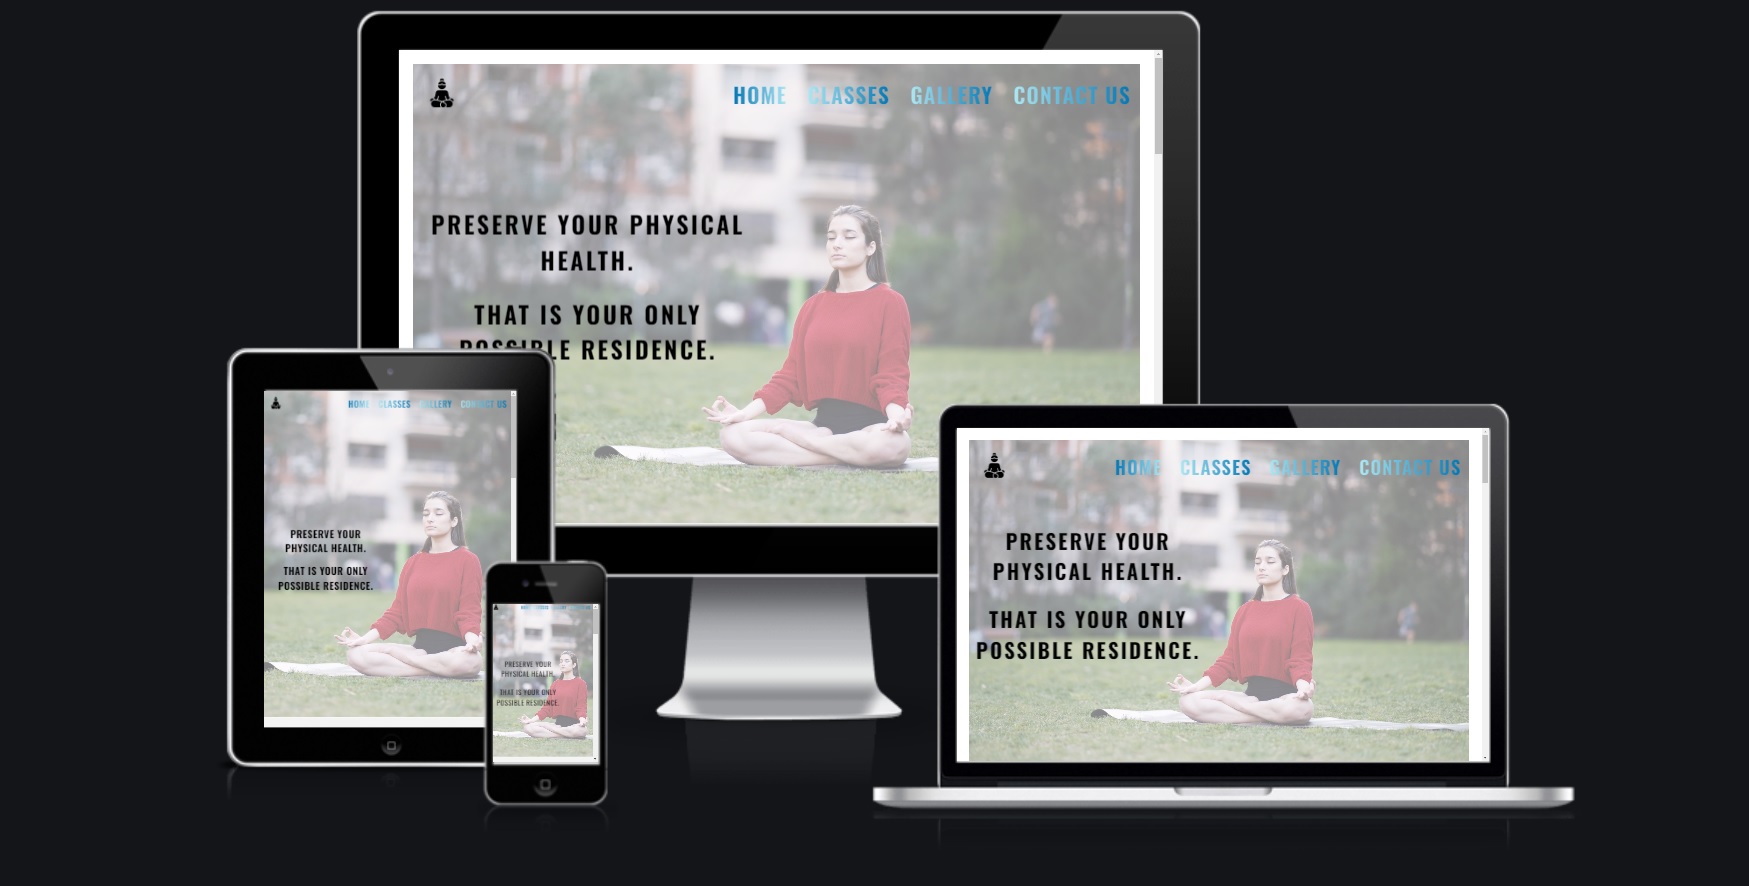 HOME CLASSES GALLERY CONTACT US
PRESERVE YOUR PHYSICAL
HEALTH.
THAT IS YOUR ONLY
POSSIBLE RESIDENCE.
HOME CLASSES GALLERY CONTACT US
PRESERVE YOUR
PHYSICAL HEALTH.
THAT IS YOUR ONLY
POSSIBLE RESIDENCE.
PRESERVE YOUR
PHYSICAL HEALTH.
THAT IS YOUR ONLY
POSSIBLE RESIDENCE.
HOME CLASSES GALLERY CONTACT US
PRESERVE YOUR
PHYSICAL HEALTH.
THAT IS YOUR ONLY
POSSIBLE RESIDENCE.